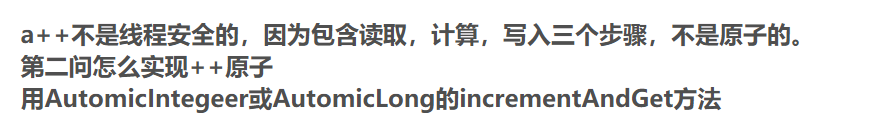 a++不是线程安全的，因为包含读取，计算，写入三个步骤，不是原子的。
第二问怎么实现++原子
用AutomicIntegeer或AutomicLong的incrementAndGet方法